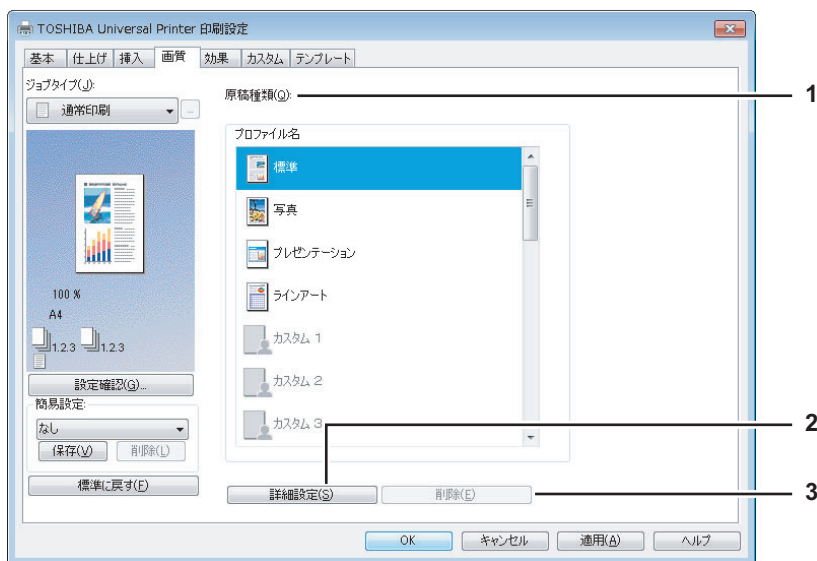 TOSHIBA Universal Printer 印刷設定
基本 仕上げ 挿入 画質 効果 カスタム テンプレート
ジョブタイプ(J):
通常印刷
...
100 %
A4
1.2.3 1.2.3
設定確認(G)...
簡易設定:
なし
保存(V) 削除(L)
標準に戻す(F)
原稿種類(Q):
1
プロファイル名
標準
写真
プレゼンテーション
ラインアート
カスタム 1
カスタム 2
カスタム 3
2
詳細設定(S) 削除(E)
3
OK キャンセル 適用(A) ヘルプ